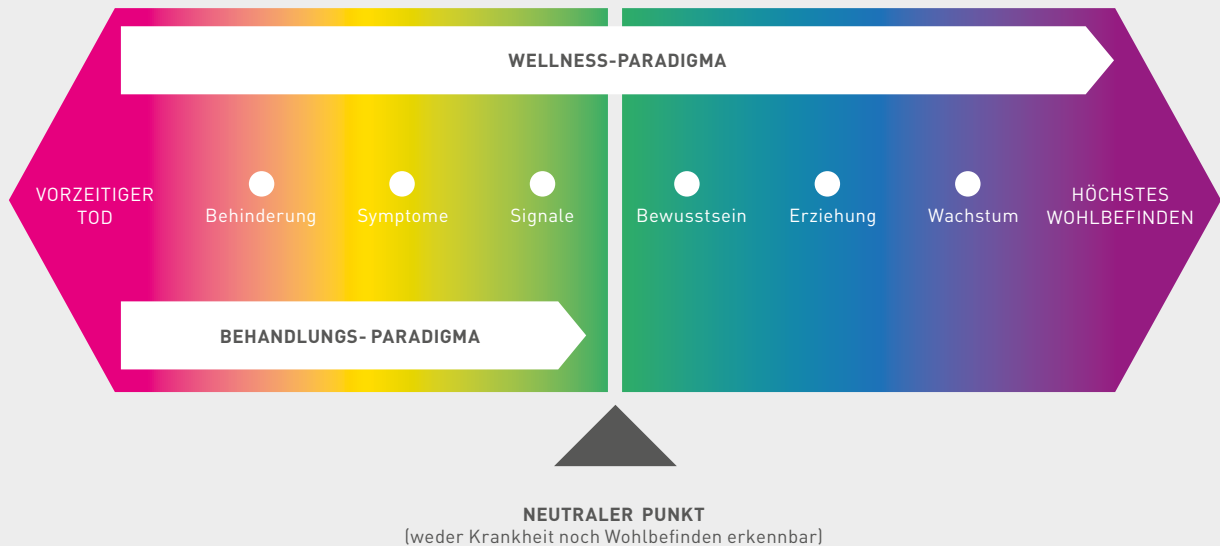 WELLNESS-PARADIGMA
VORZEITIGER
TOD
Behinderung
Symptome
Signale
Bewusstsein
Erziehung
Wachstum
HÖCHSTES
WOHLBEFINDEN
BEHANDLUNGS- PARADIGMA
NEUTRALER PUNKT
(weder Krankheit noch Wohlbefinden erkennbar)